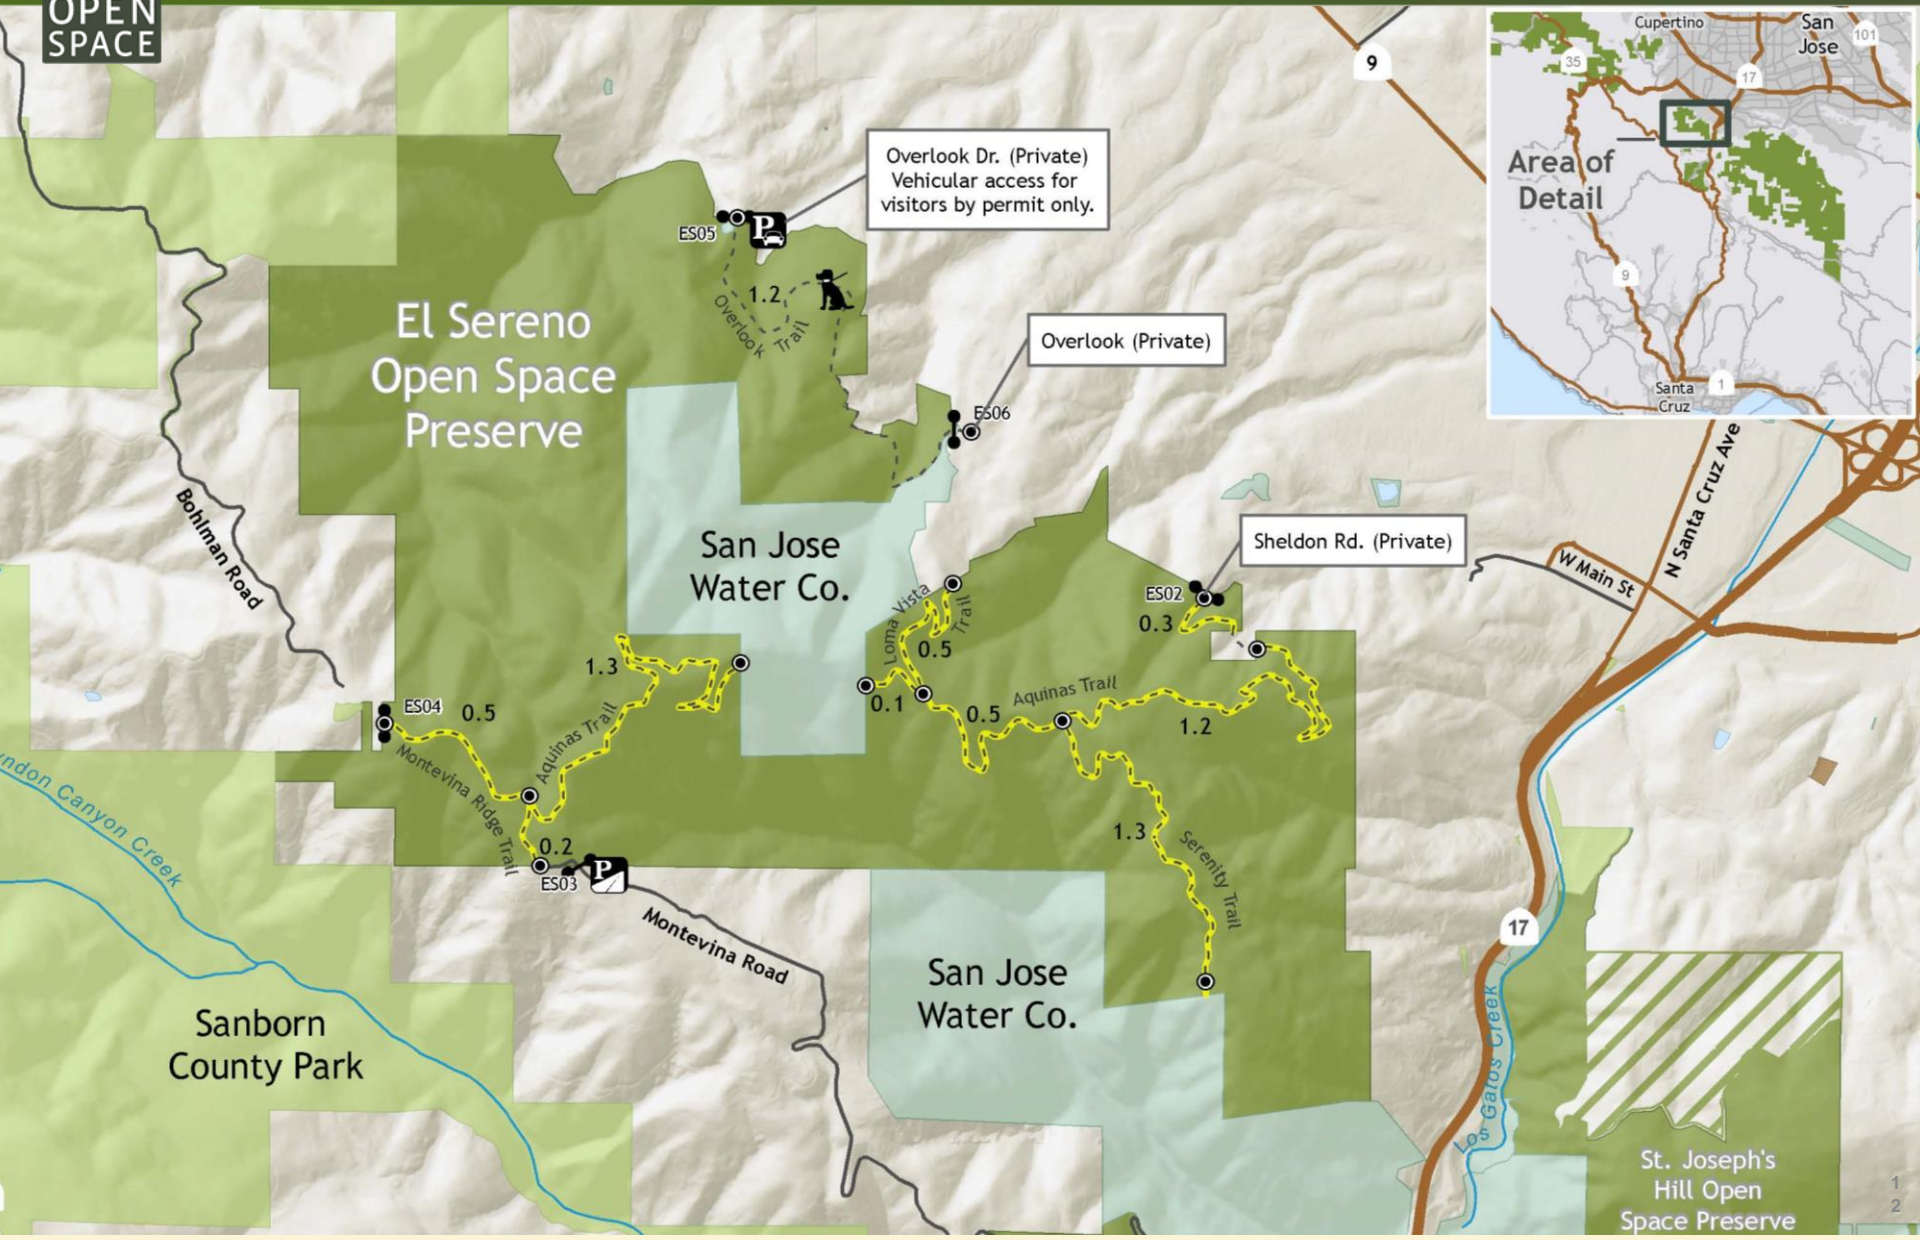 OPEN
SPACE
9
Cupertino
San
Jose
101
35
17
Area of
Detail
9
Santa
Cruz
1
Overlook Dr. (Private)
Vehicular access for
visitors by permit only.
P
ES05
1.2
Overlook Trail
El Sereno
Open Space
Preserve
Overlook (Private)
ES06
N Santa Cruz Ave
W Main St
Bohlman Road
San Jose
Water Co.
Sheldon Rd. (Private)
ES02
0.3
Loma Vista Trail
0.5
1.3
0.1
0.5
Aquinas Trail
1.2
ES04
0.5
Aquinas Trail
Montevina Ridge Trail
0.2
ES03
P
Montevina Road
1.3
Serenity Trail
yndon Canyon Creek
17
San Jose
Water Co.
Sanborn
County Park
Los Gatos Creek
St. Joseph's
Hill Open
Space Preserve
1
2